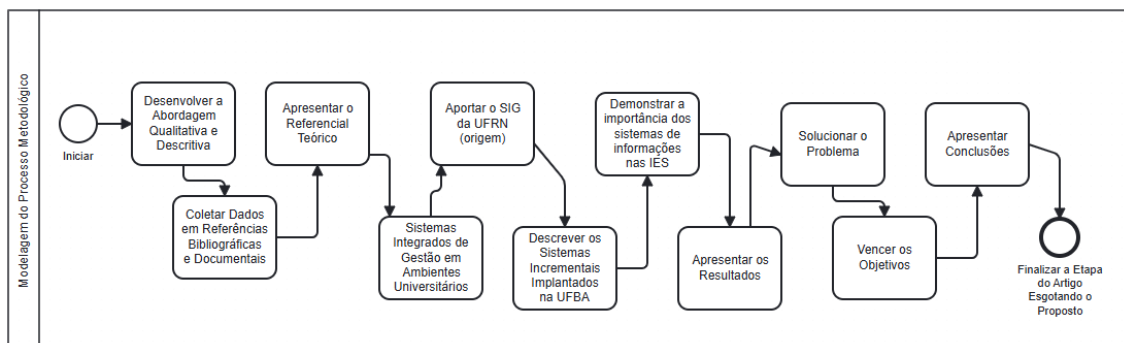 Modelagem do Processo Metodológico
Iniciar
Desenvolver a
Abordagem
Qualitativa e
Descritiva
Coletar Dados
em Referências
Bibliográficas
e Documentais
Apresentar o
Referencial
Teórico
Sistemas
Integrados de
Gestão em
Ambientes
Universitários
Aportar o SIG
da UFRN
(origem)
Descrever os
Sistemas
Incrementais
Implantados
na UFBA
Demonstrar a
importância dos
sistemas de
informações
nas IES
Apresentar os
Resultados
Solucionar o
Problema
Vencer os
Objetivos
Apresentar
Conclusões
Finalizar a Etapa
do Artigo
Esgotando o
Proposto